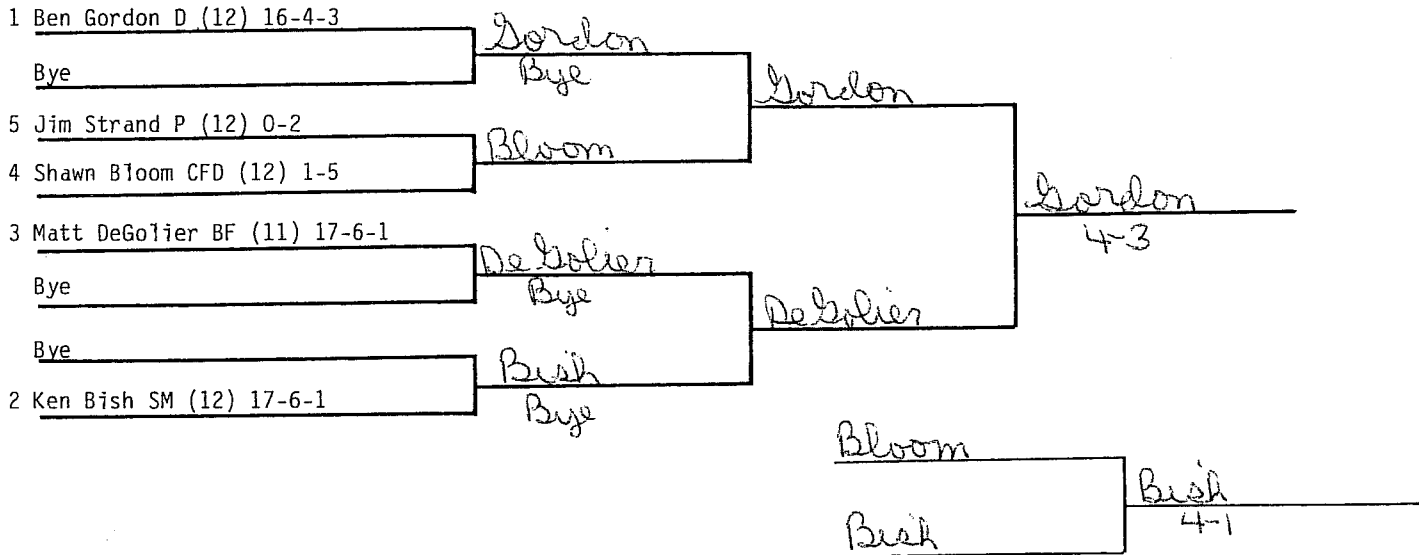 1 Ben Gordon D (12) 16-4-3
Bye
5 Jim Strand P (12) 0-2
4 Shawn Bloom CFD (12) 1-5
3 Matt DeGolier BF (11) 17-6-1
Bye
Bye
2 Ken Bish SM (12) 17-6-1
Gordon
Bye
Bloom
DeGolier
Bye
Bish
Bye
Gordon
DeGolier
Gordon
4-3
Bloom
Bish
Bish
4-1